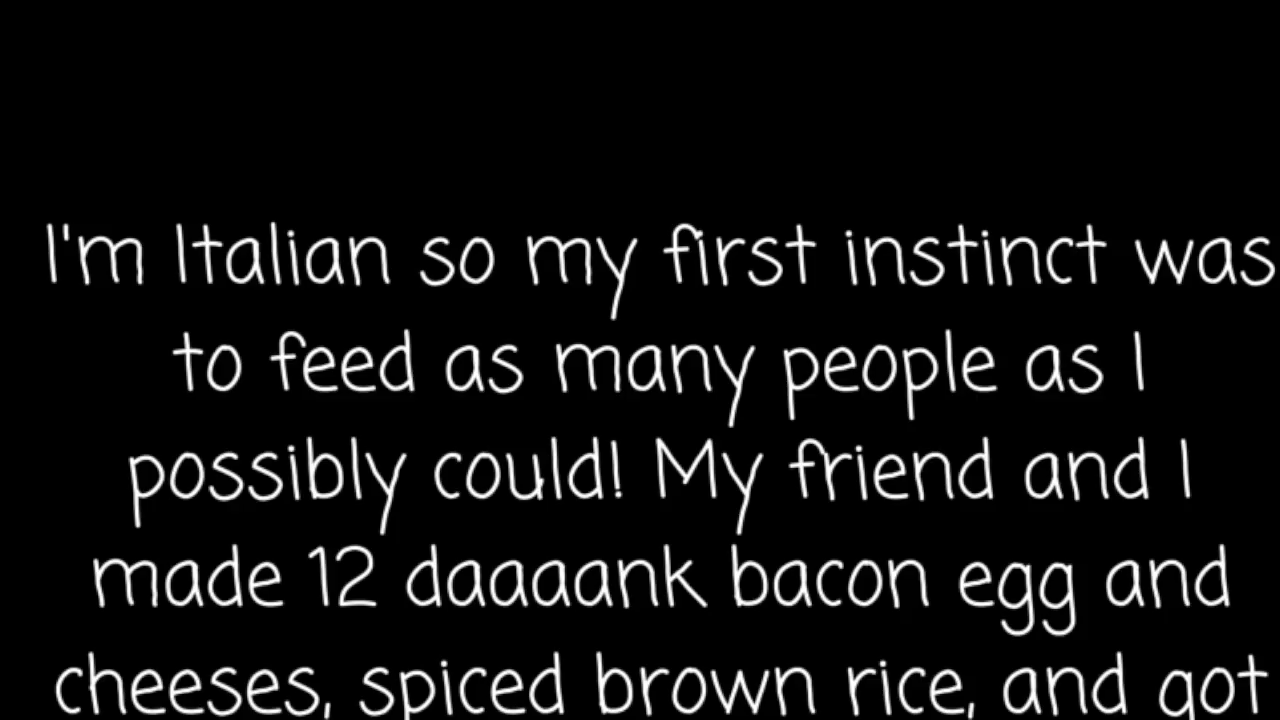 I'm Italian so my first instinct was
to feed as many people as I
possibly could! My friend and I
made 12 daaaank bacon egg and
cheeses, spiced brown rice, and got